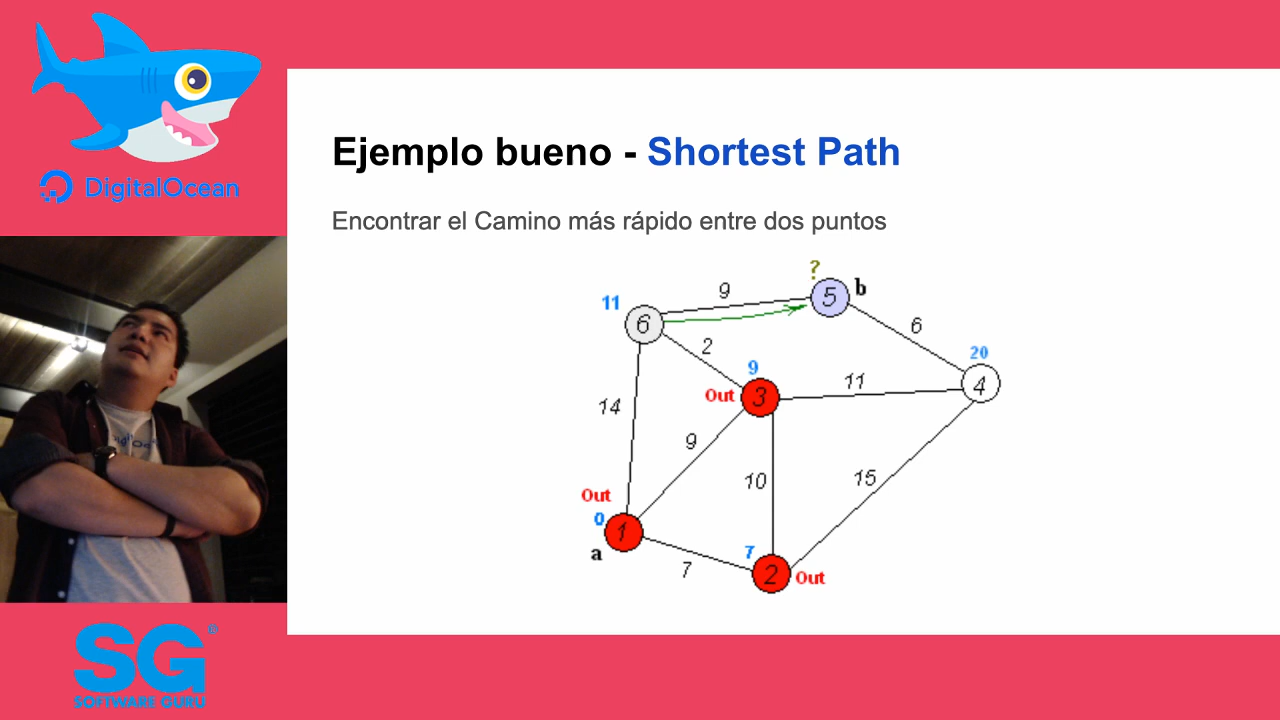 DigitalOcean
Ejemplo bueno - Shortest Path
Encontrar el Camino más rápido entre dos puntos
?
9
5
b
11
6
6
2
20
9
Out
3
11
4
14
9
10
15
Out
0
1
a
7
7
2
Out
SG®
SOFTWARE GURU